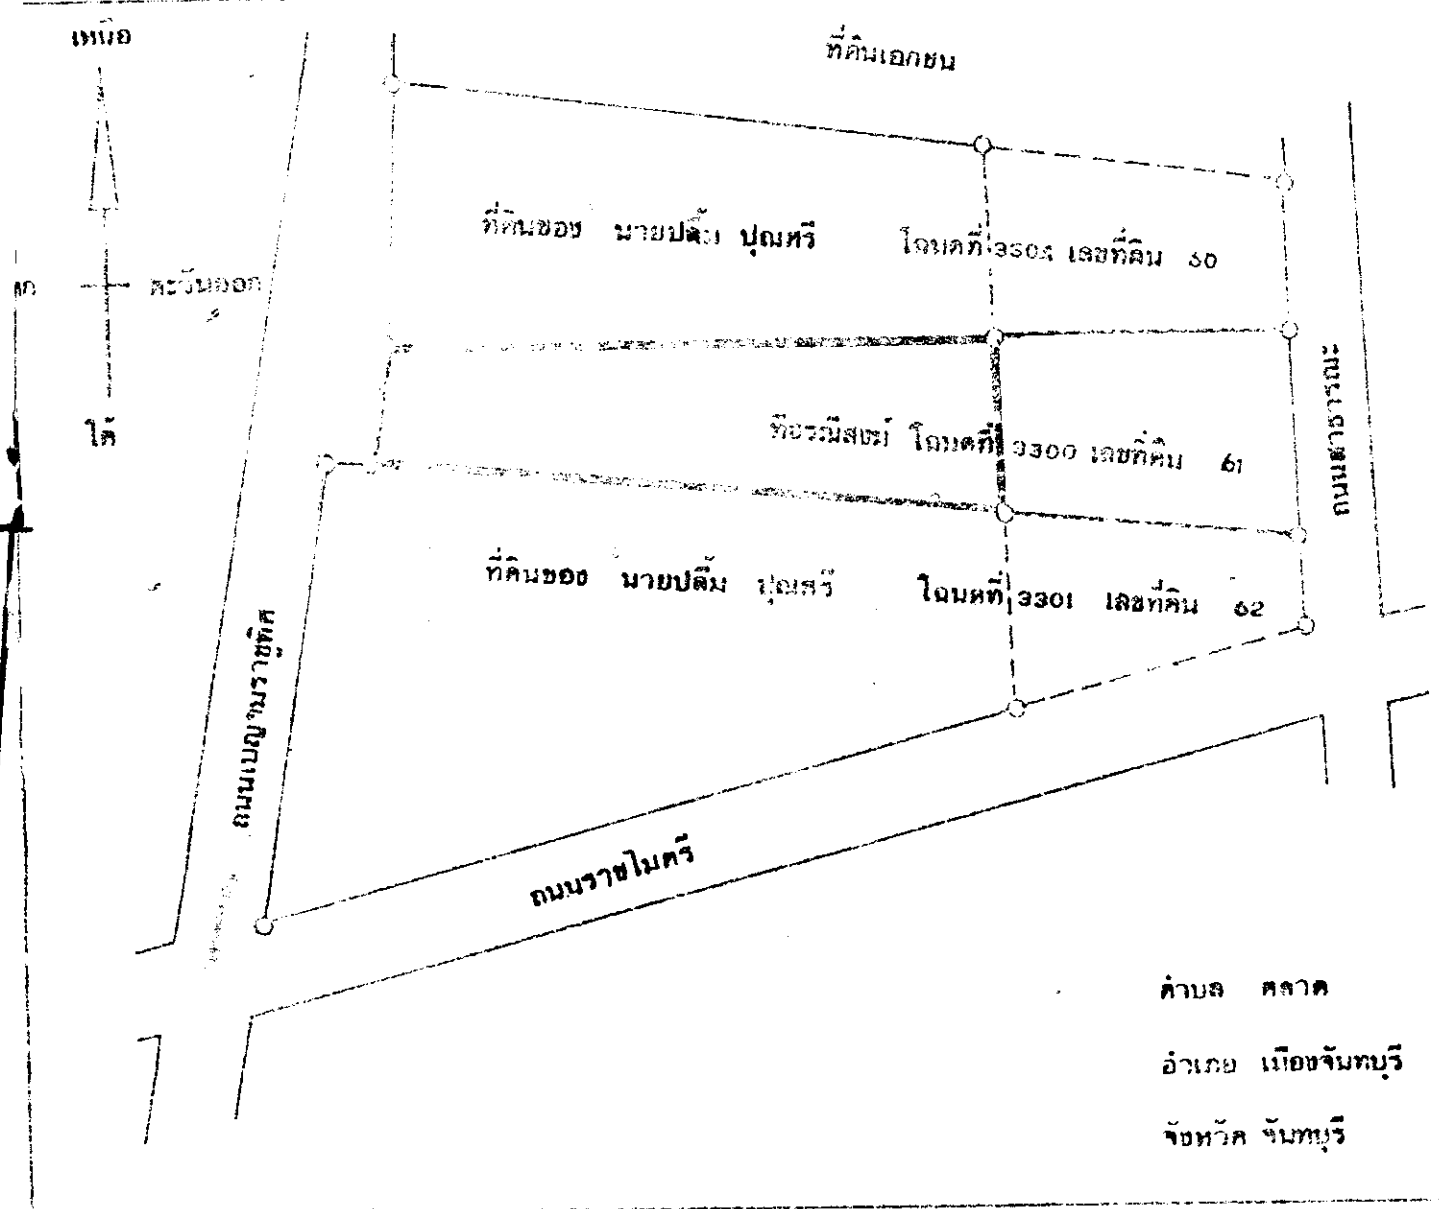 เหนือ
ที่ดินเอกชน
ที่ดินของ นายปลื้ม ปุณศรี โฉนดที่ เลขที่ดิน 60
ก ตะวันออก
ใต้
ที่ธรณีสงฆ์ โฉนดที่ 3300 เลขที่ดิน 61
ถนนสาธารณะ
ที่ดินของ นายปลื้ม ปุณศรี โฉนดที่ 3301 เลขที่ดิน 62
ถนนเบญจมราชูทิศ
ถนนราชไมตรี
ตำบล ตลาด
อำเภอ เมืองจันทบุรี
จังหวัด จันทบุรี